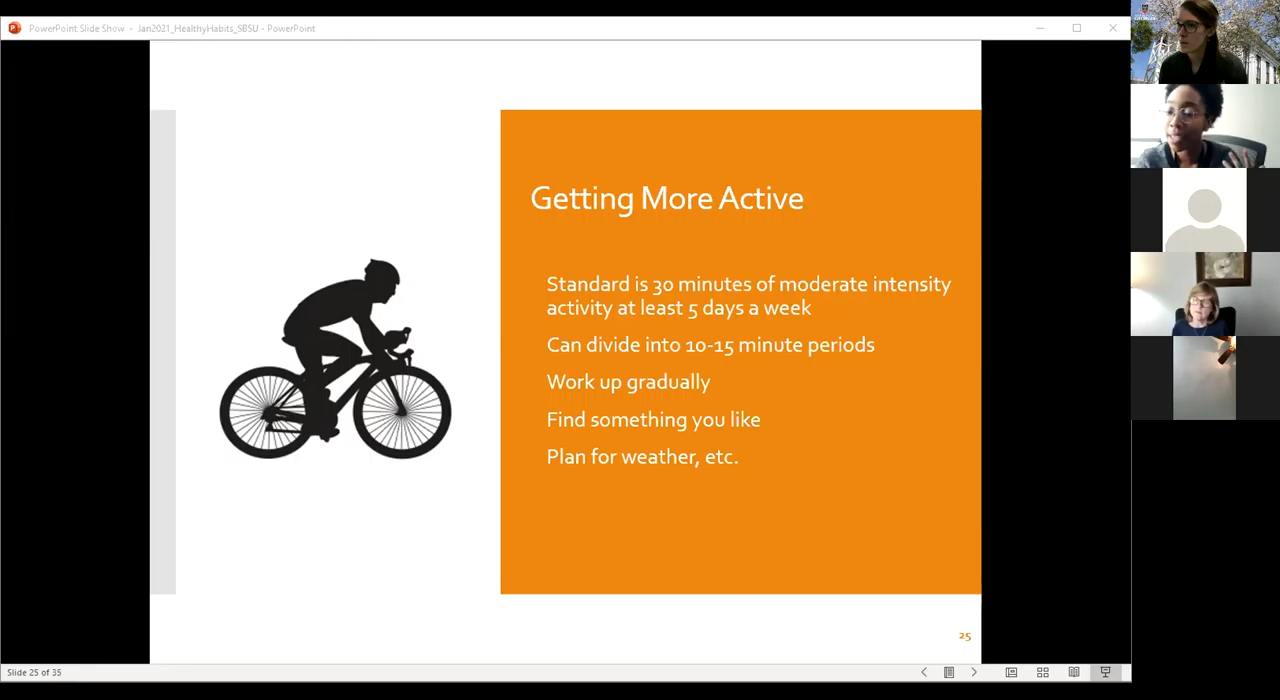 PowerPoint Slide Show - Jan2021_HealthyHabits_SBSU - PowerPoint
Getting More Active
Standard is 30 minutes of moderate intensity
activity at least 5 days a week
Can divide into 10-15 minute periods
Work up gradually
Find something you like
Plan for weather, etc.
25
Slide 25 of 35